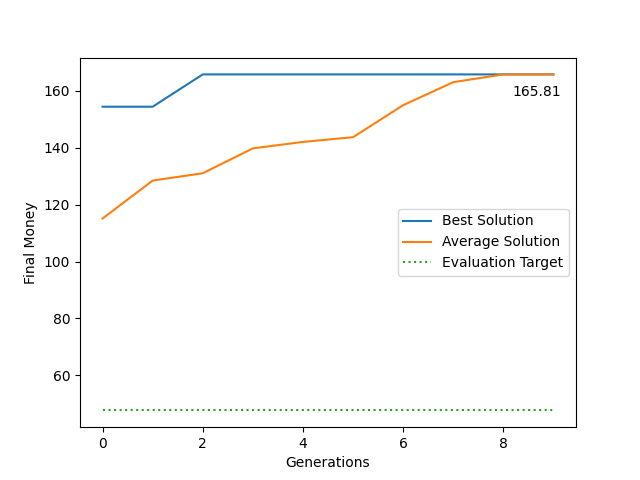 160
140
120
100
80
60
Final Money
165.81
Best Solution
Average Solution
Evaluation Target
0 2 4 6 8
Generations